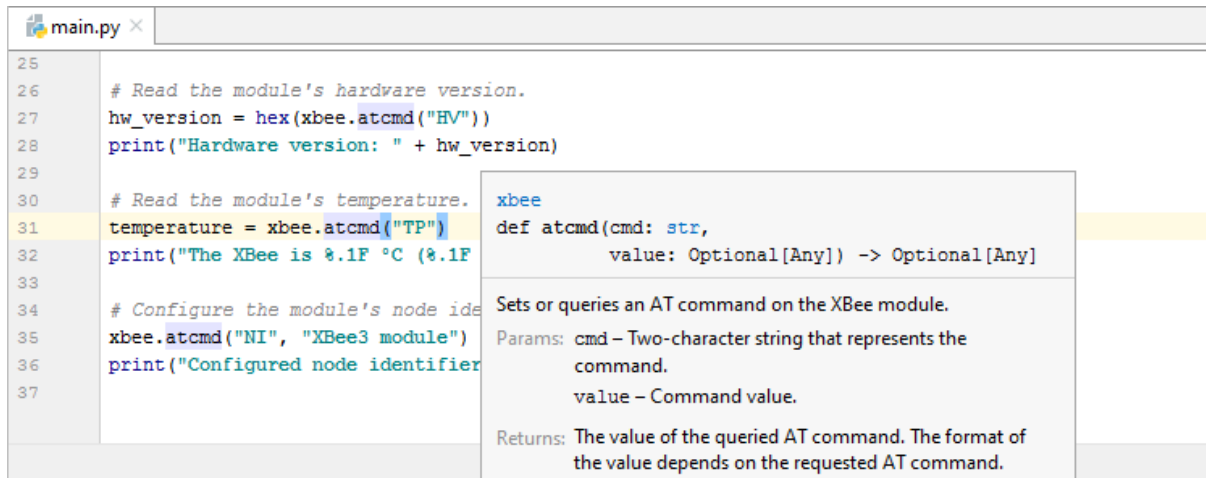 main.py
25
26 # Read the module's hardware version.
27 hw_version = hex(xbee.atcmd("HV"))
28 print("Hardware version: " + hw_version)
29
30 # Read the module's temperature.
31 temperature = xbee.atcmd("TP")
32 print("The XBee is %.1F °C (%.1F
33
34 # Configure the module's node ide
35 xbee.atcmd("NI", "XBee3 module")
36 print("Configured node identifier
37
xbee
def atcmd(cmd: str,
value: Optional[Any]) -> Optional[Any]
Sets or queries an AT command on the XBee module.
Params: cmd – Two-character string that represents the
command.
value – Command value.
Returns: The value of the queried AT command. The format of
the value depends on the requested AT command.